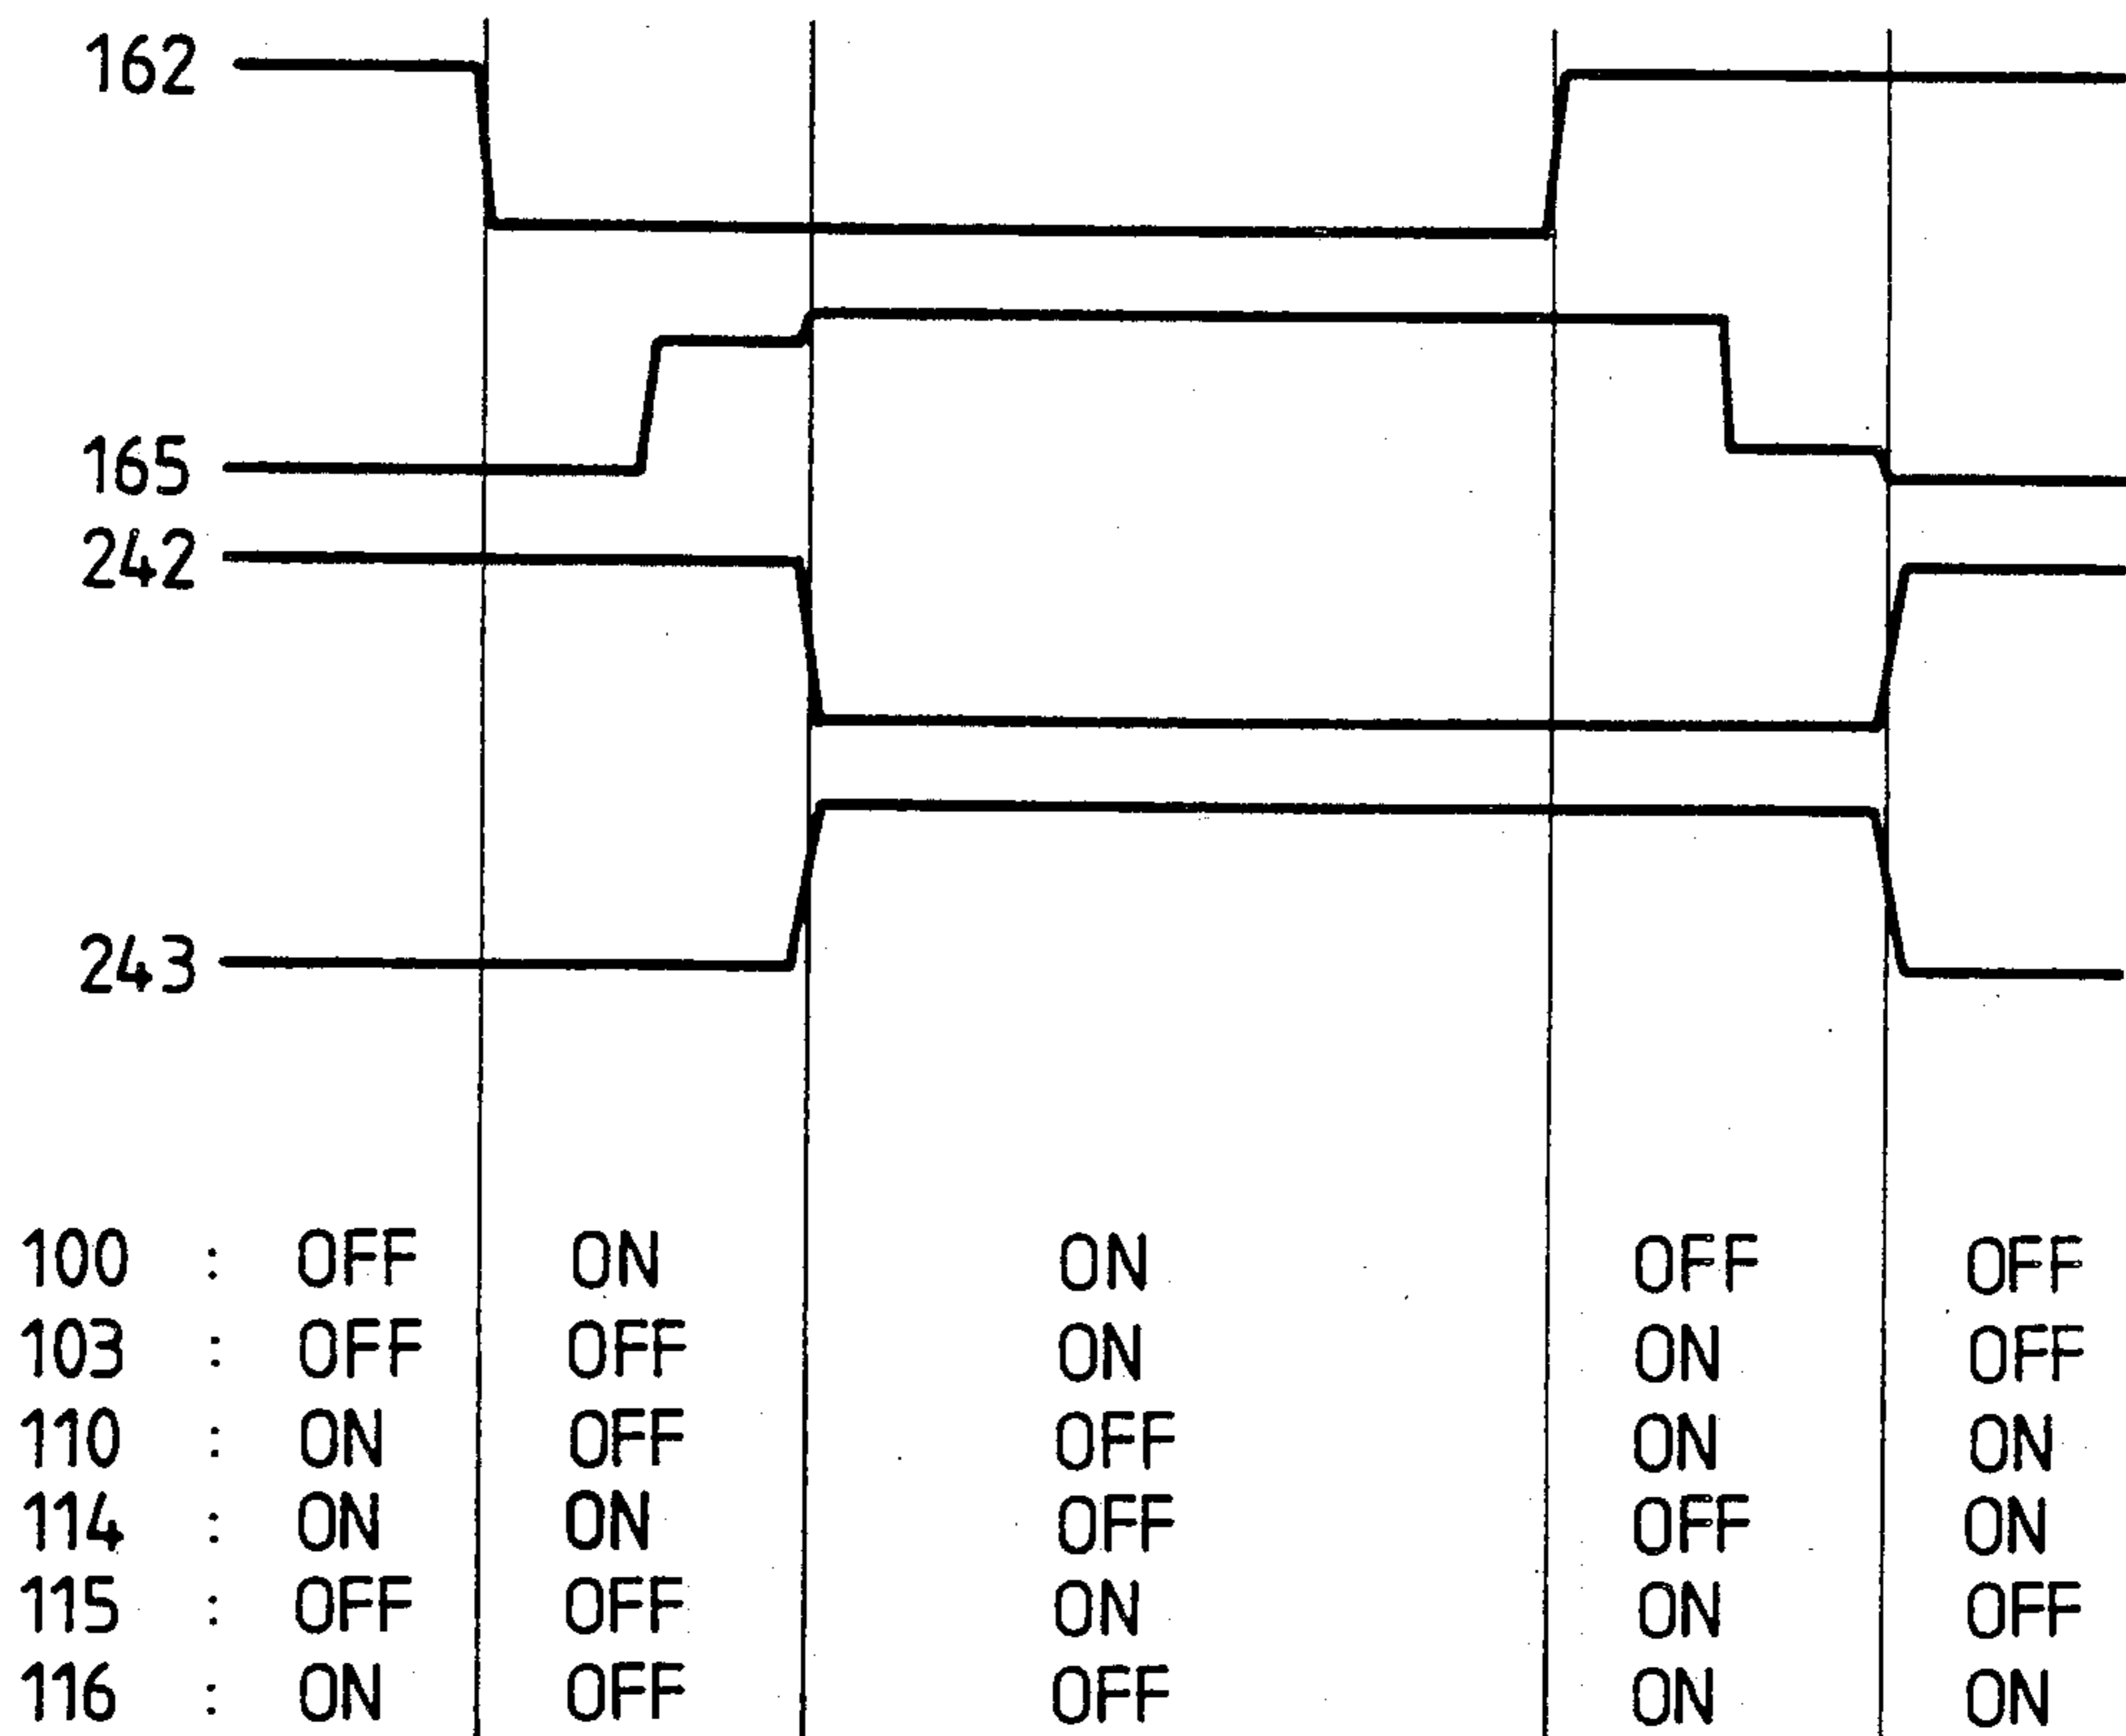 162
165
242
243
100 : OFF ON ON OFF OFF
103 : OFF OFF ON ON OFF
110 : ON OFF OFF ON ON
114 : ON ON OFF OFF ON
115 : OFF OFF ON ON OFF
116 : ON OFF OFF ON ON